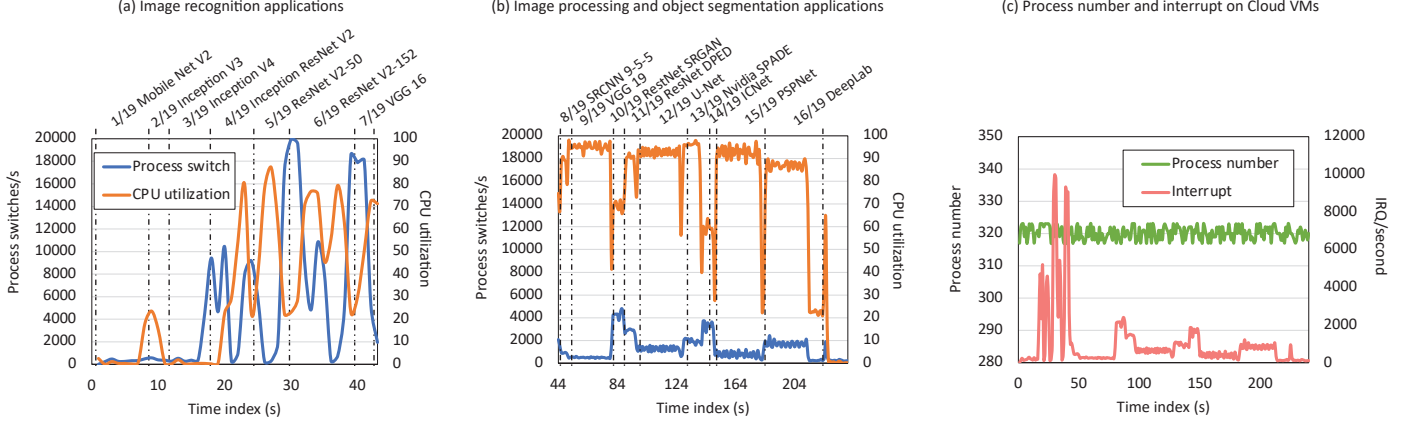 (a) Image recognition applications
1/19 Mobile Net V2
2/19 Inception V3
3/19 Inception V4
4/19 Inception ResNet V2
5/19 ResNet V2-50
6/19 ResNet V2-152
7/19 VGG 16
Process switches/s
20000
18000
16000
14000
12000
10000
8000
6000
4000
2000
0
Process switch
CPU utilization
100
90
80
70
60
50
40
30
20
10
0
CPU utilization
0 10 20 30 40
Time index (s)
(b) Image processing and object segmentation applications
8/19 SRCNN 9-5-5
9/19 VGG 19
10/19 RestNet SRGAN
11/19 ResNet DPED
12/19 U-Net
13/19 Nvidia SPADE
14/19 ICNet
15/19 PSPNet
16/19 DeepLab
Process switches/s
20000
18000
16000
14000
12000
10000
8000
6000
4000
2000
0
100
90
80
70
60
50
40
30
20
10
0
CPU utilization
44 84 124 164 204
Time index (s)
(c) Process number and interrupt on Cloud VMs
Process number
350
340
330
320
310
300
290
280
Process number
Interrupt
12000
10000
8000
6000
4000
2000
0
IRQ/second
0 50 100 150 200
Time index (s)